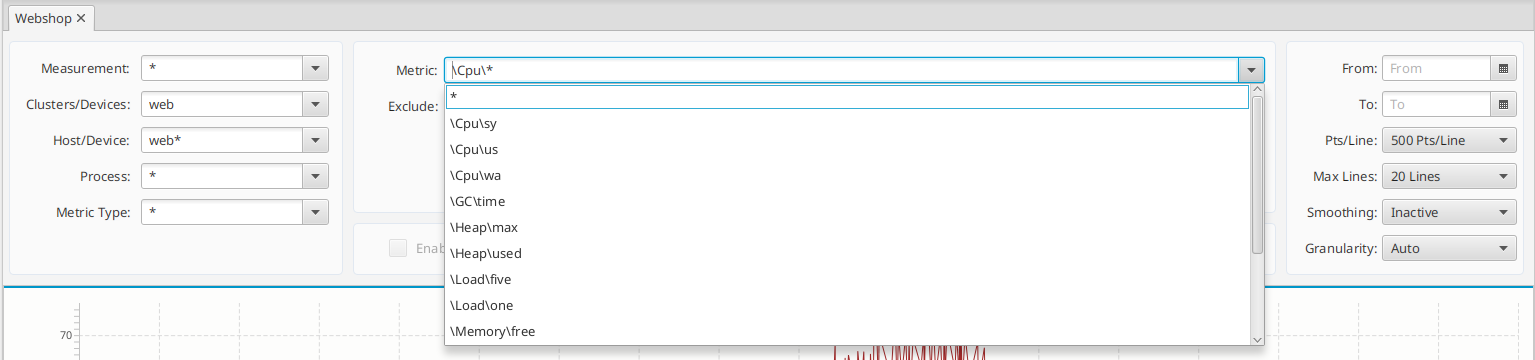 Webshop ✕
Measurement: *
Clusters/Devices: web
Host/Device: web*
Process: *
Metric Type: *
Metric: \Cpu\*
Exclude:
*
\Cpu\sy
\Cpu\us
\Cpu\wa
\GC\time
\Heap\max
\Heap\used
\Load\five
\Load\one
\Memory\free
From: From
To: To
Pts/Line: 500 Pts/Line
Max Lines: 20 Lines
Smoothing: Inactive
Granularity: Auto
70